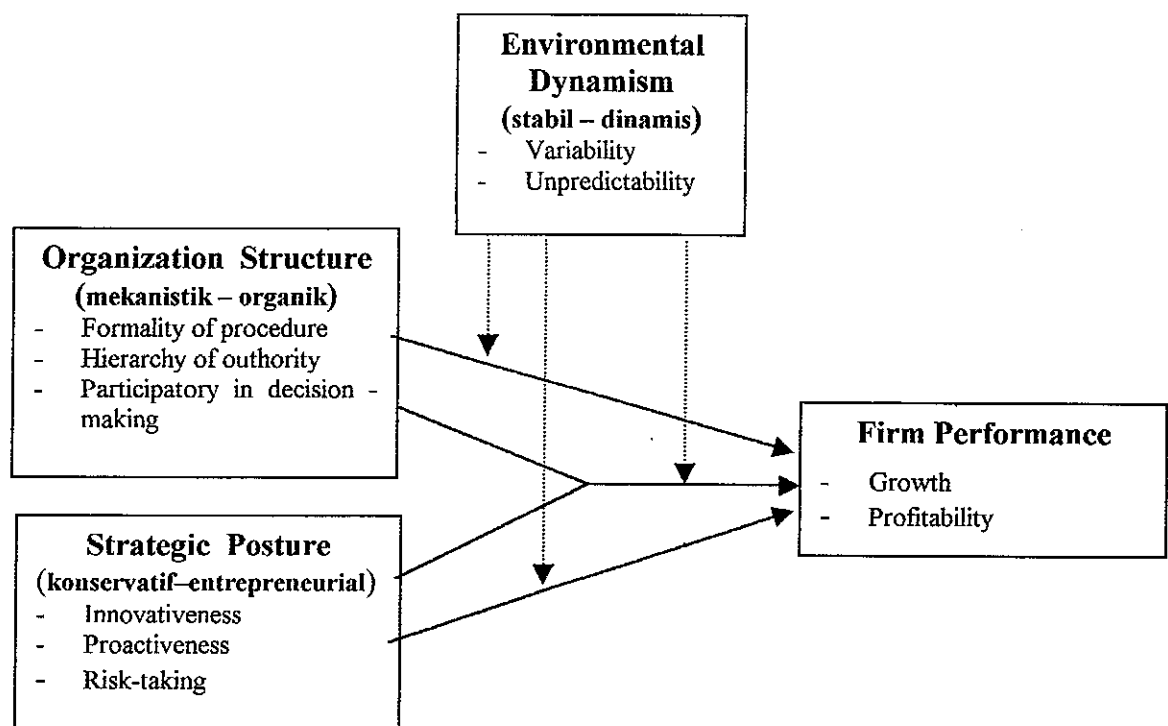 Environmental
Dynamism
(stabil – dinamis)
- Variability
- Unpredictability
Organization Structure
(mekanistik – organik)
- Formality of procedure
- Hierarchy of outhority
- Participatory in decision -
making
Firm Performance
- Growth
- Profitability
Strategic Posture
(konservatif–entrepreneurial)
- Innovativeness
- Proactiveness
- Risk-taking